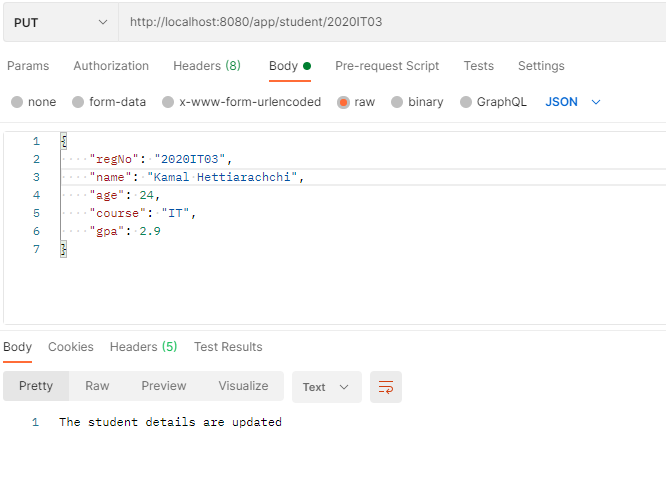 PUT http://localhost:8080/app/student/2020IT03
Params Authorization Headers (8) Body Pre-request Script Tests Settings
none form-data x-www-form-urlencoded raw binary GraphQL JSON
1 {
2 "regNo": "2020IT03",
3 "name": "Kamal Hettiarachchi",
4 "age": 24,
5 "course": "IT",
6 "gpa": 2.9
7 }
Body Cookies Headers (5) Test Results
Pretty Raw Preview Visualize Text
1 The student details are updated